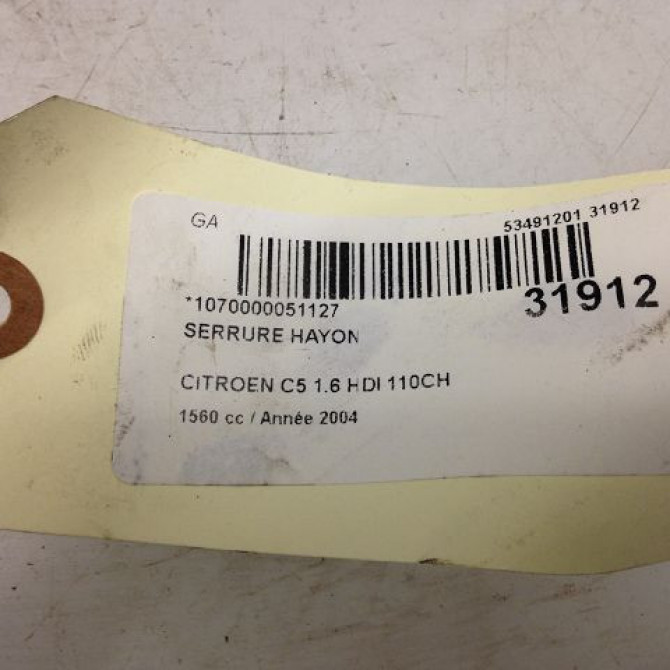 GA
53491201 31912
*1070000051127
31912
SERRURE HAYON
CITROEN C5 1.6 HDI 110CH
1560 cc / Année 2004